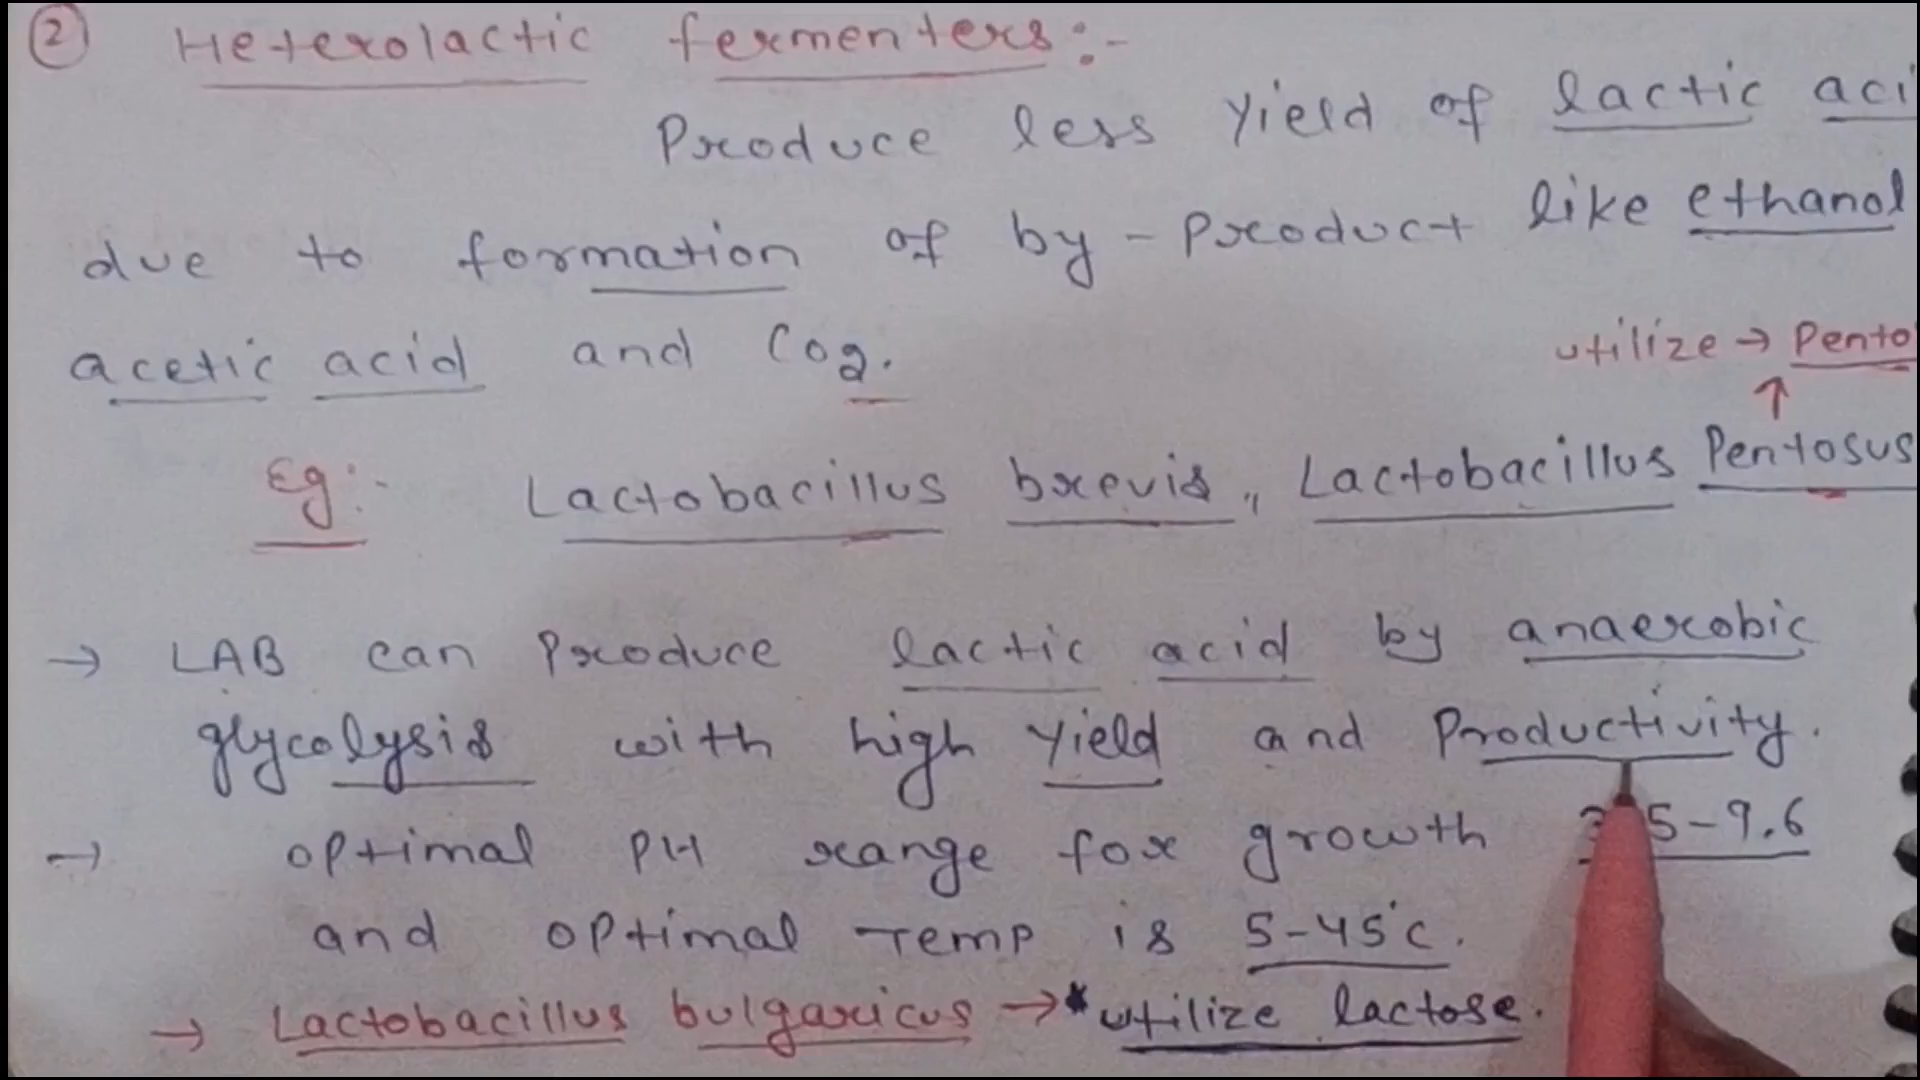 ② Heterolactic fermenters:-
Produce less Yield of lactic aci
due to formation of by-Product like ethanol
acetic acid and CO2.
utilize → Pento
↑
Eg:- Lactobacillus brevis, Lactobacillus Pentosus
→ LAB can Produce lactic acid by anaerobic
glycolysis with high Yield and Productivity.
→ optimal PH range for growth 5-9.6
and optimal Temp is 5-45°c.
→ Lactobacillus bulgaricus → *utilize lactose.